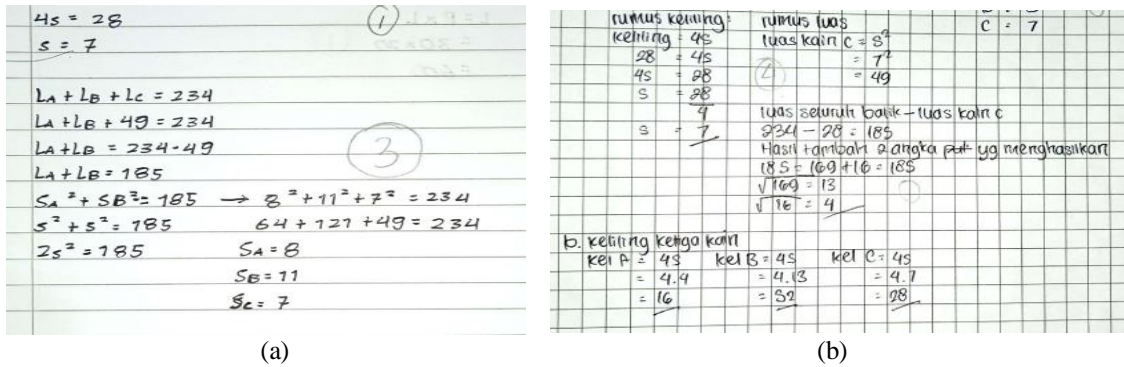 4s = 28
①
s = 7
LA + LB + LC = 234
LA + LB + 49 = 234
LA + LB = 234 - 49
③
LA + LB = 185
SA² + SB² = 185 → 8² + 11² + 7² = 234
s² + s² = 185 64 + 121 + 49 = 234
2s² = 185 SA = 8
SB = 11
Sc = 7
(a)
rumus keliling: rumus luas
C = 7
keliling = 4s luas kain C = s²
28 = 4s = 7²
4s = 28 ④ = 49
s = 28
4 luas seluruh batik - luas kain c
s = 7 234 - 28 = 185
Hasil tambah 2 angka yg menghasilkan
185 = 169 + 16 = 185
√169 = 13
√16 = 4
b. keliling ketiga kain
kel A = 4s kel B = 4s kel C = 4s
= 4.4 = 4.13 = 4.7
= 16 = 52 = 28
(b)